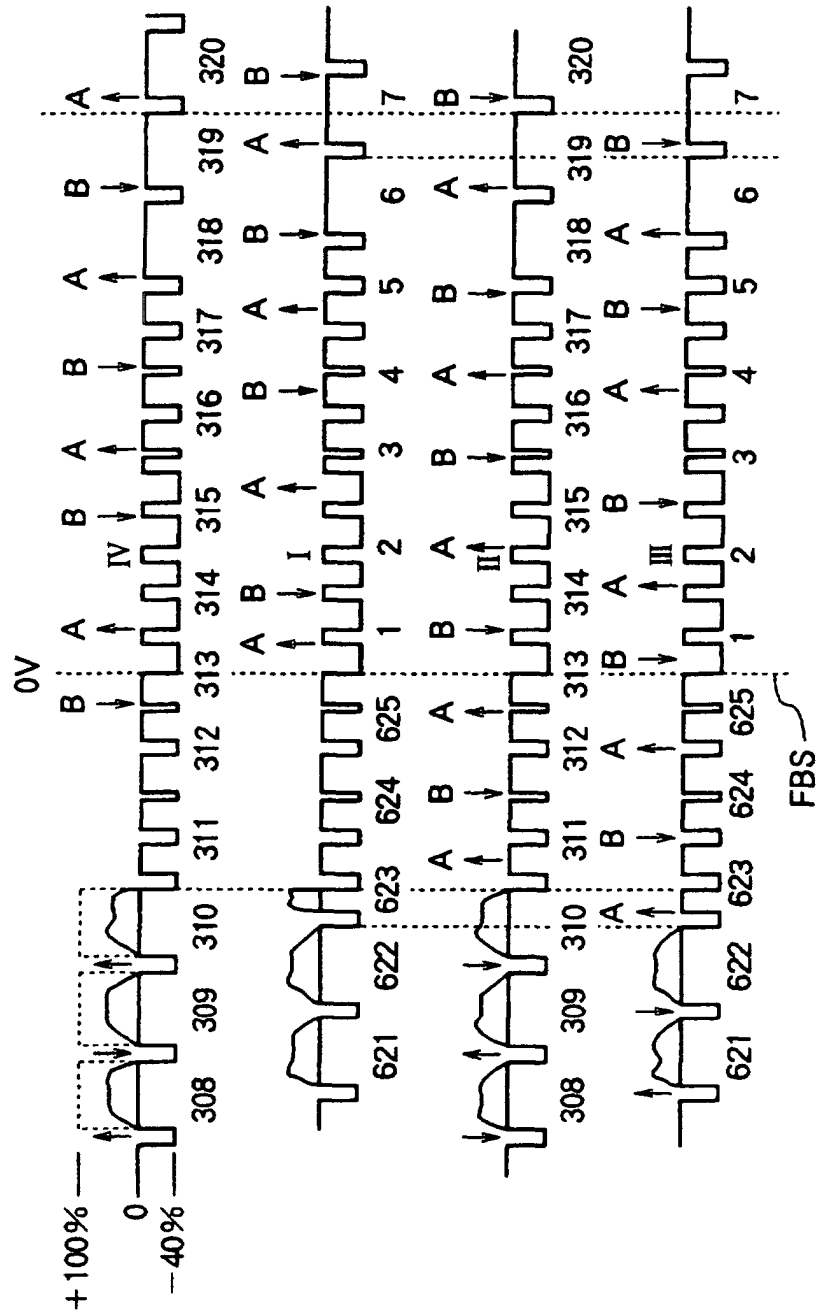 0V
B A B A B A B A
+100%
IV
0
-40%
308 309 310 311 312 313 314 315 316 317 318 319 320
A B A B A B A B
I
621 622 623 624 625 1 2 3 4 5 6 7
A B A B A B A B A B
II
308 309 310 311 312 313 314 315 316 317 318 319 320
A B A B A B A B A B
III
621 622 623 624 625 1 2 3 4 5 6 7
FBS